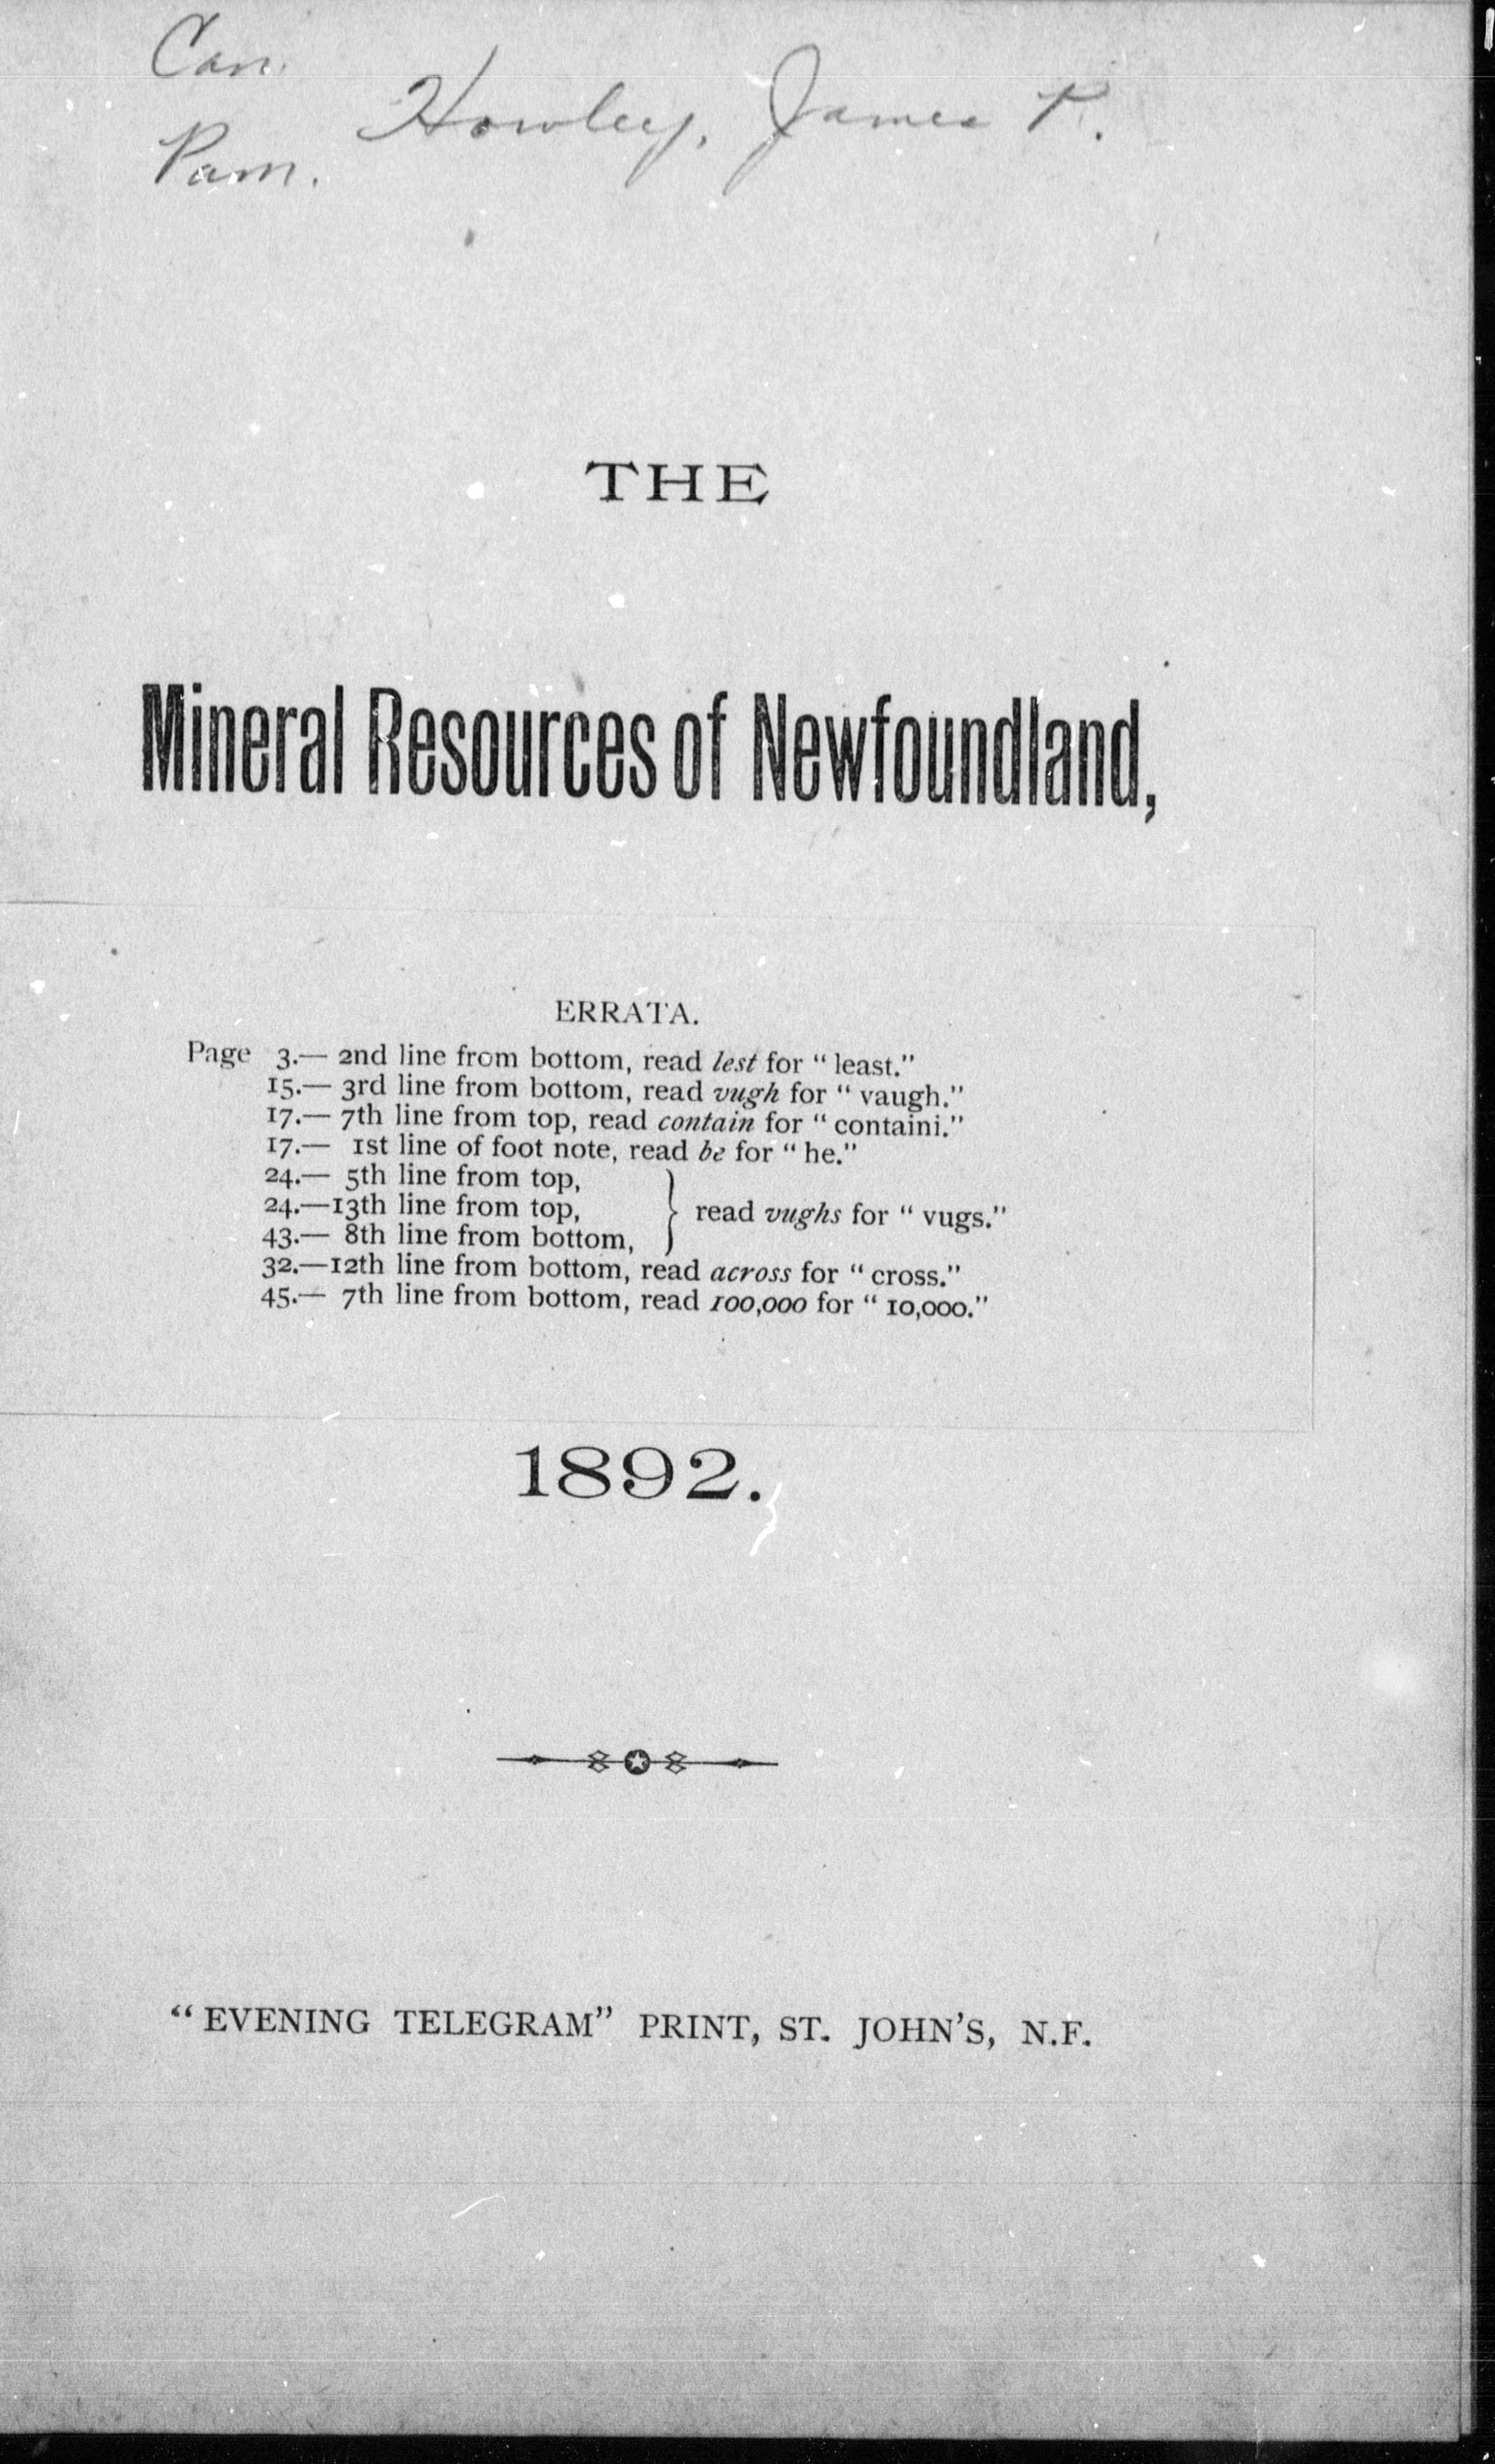 Can.
Howley, James P.
Pam.
THE
Mineral Resources of Newfoundland,
ERRATA.
Page 3.— 2nd line from bottom, read lest for “ least.”
15.— 3rd line from bottom, read vugh for “ vaugh.”
17.— 7th line from top, read contain for “ containi.”
17.— 1st line of foot note, read be for “ he.”
24.— 5th line from top,
24.—13th line from top, } read vughs for “ vugs.”
43.— 8th line from bottom,
32.—12th line from bottom, read across for “ cross.”
45.— 7th line from bottom, read 100,000 for “ 10,000.”
1892.
“ EVENING TELEGRAM” PRINT, ST. JOHN’S, N.F.